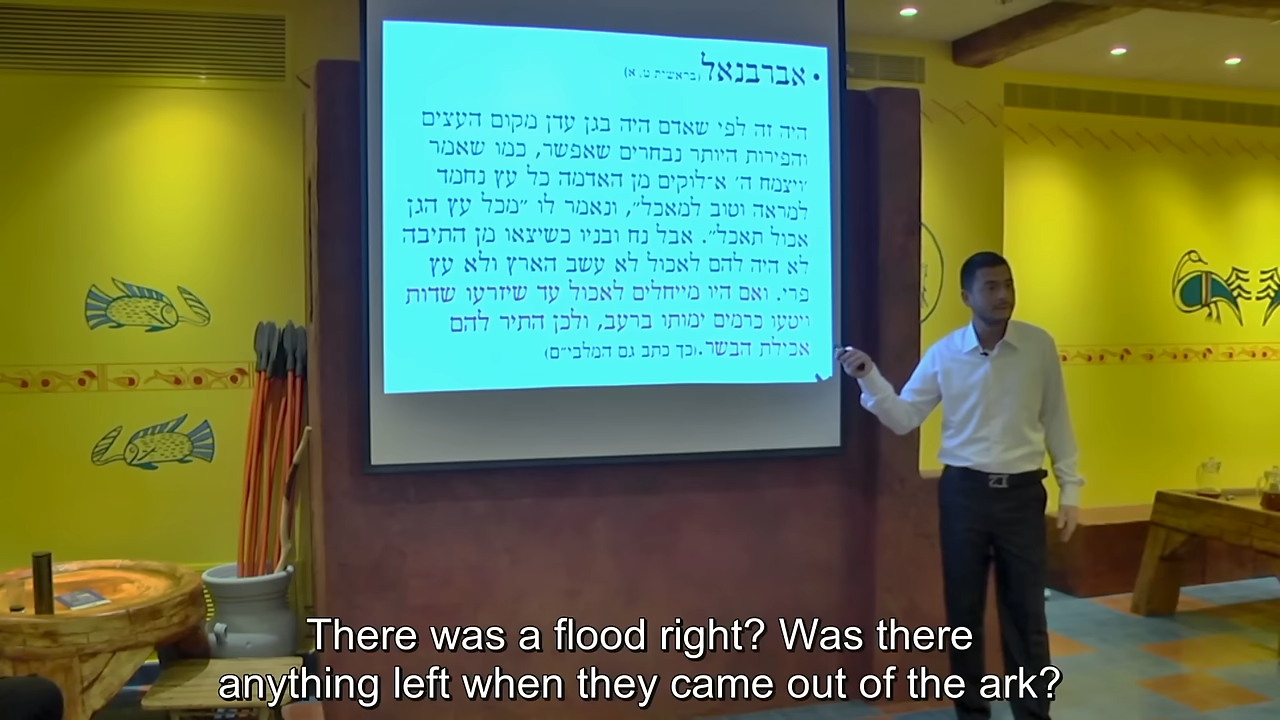 • אברבנאל (בראשית ט, א)
היה זה לפי שאדם היה בגן עדן מקום העצים
והפירות היותר נבחרים שאפשר, כמו שאמר
'ויצמח ה' א־לוקים מן האדמה כל עץ נחמד
למראה וטוב למאכל", ונאמר לו "מכל עץ הגן
אכול תאכל". אבל נח ובניו כשיצאו מן התיבה
לא היה להם לאכול לא עשב הארץ ולא עץ
פרי. ואם היו מייחלים לאכול עד שיזרעו שדות
ויטעו כרמים ימותו ברעב, ולכן התיר להם
אכילת הבשר.(כך כתב גם המלבי״ם)
There was a flood right? Was there
anything left when they came out of the ark?